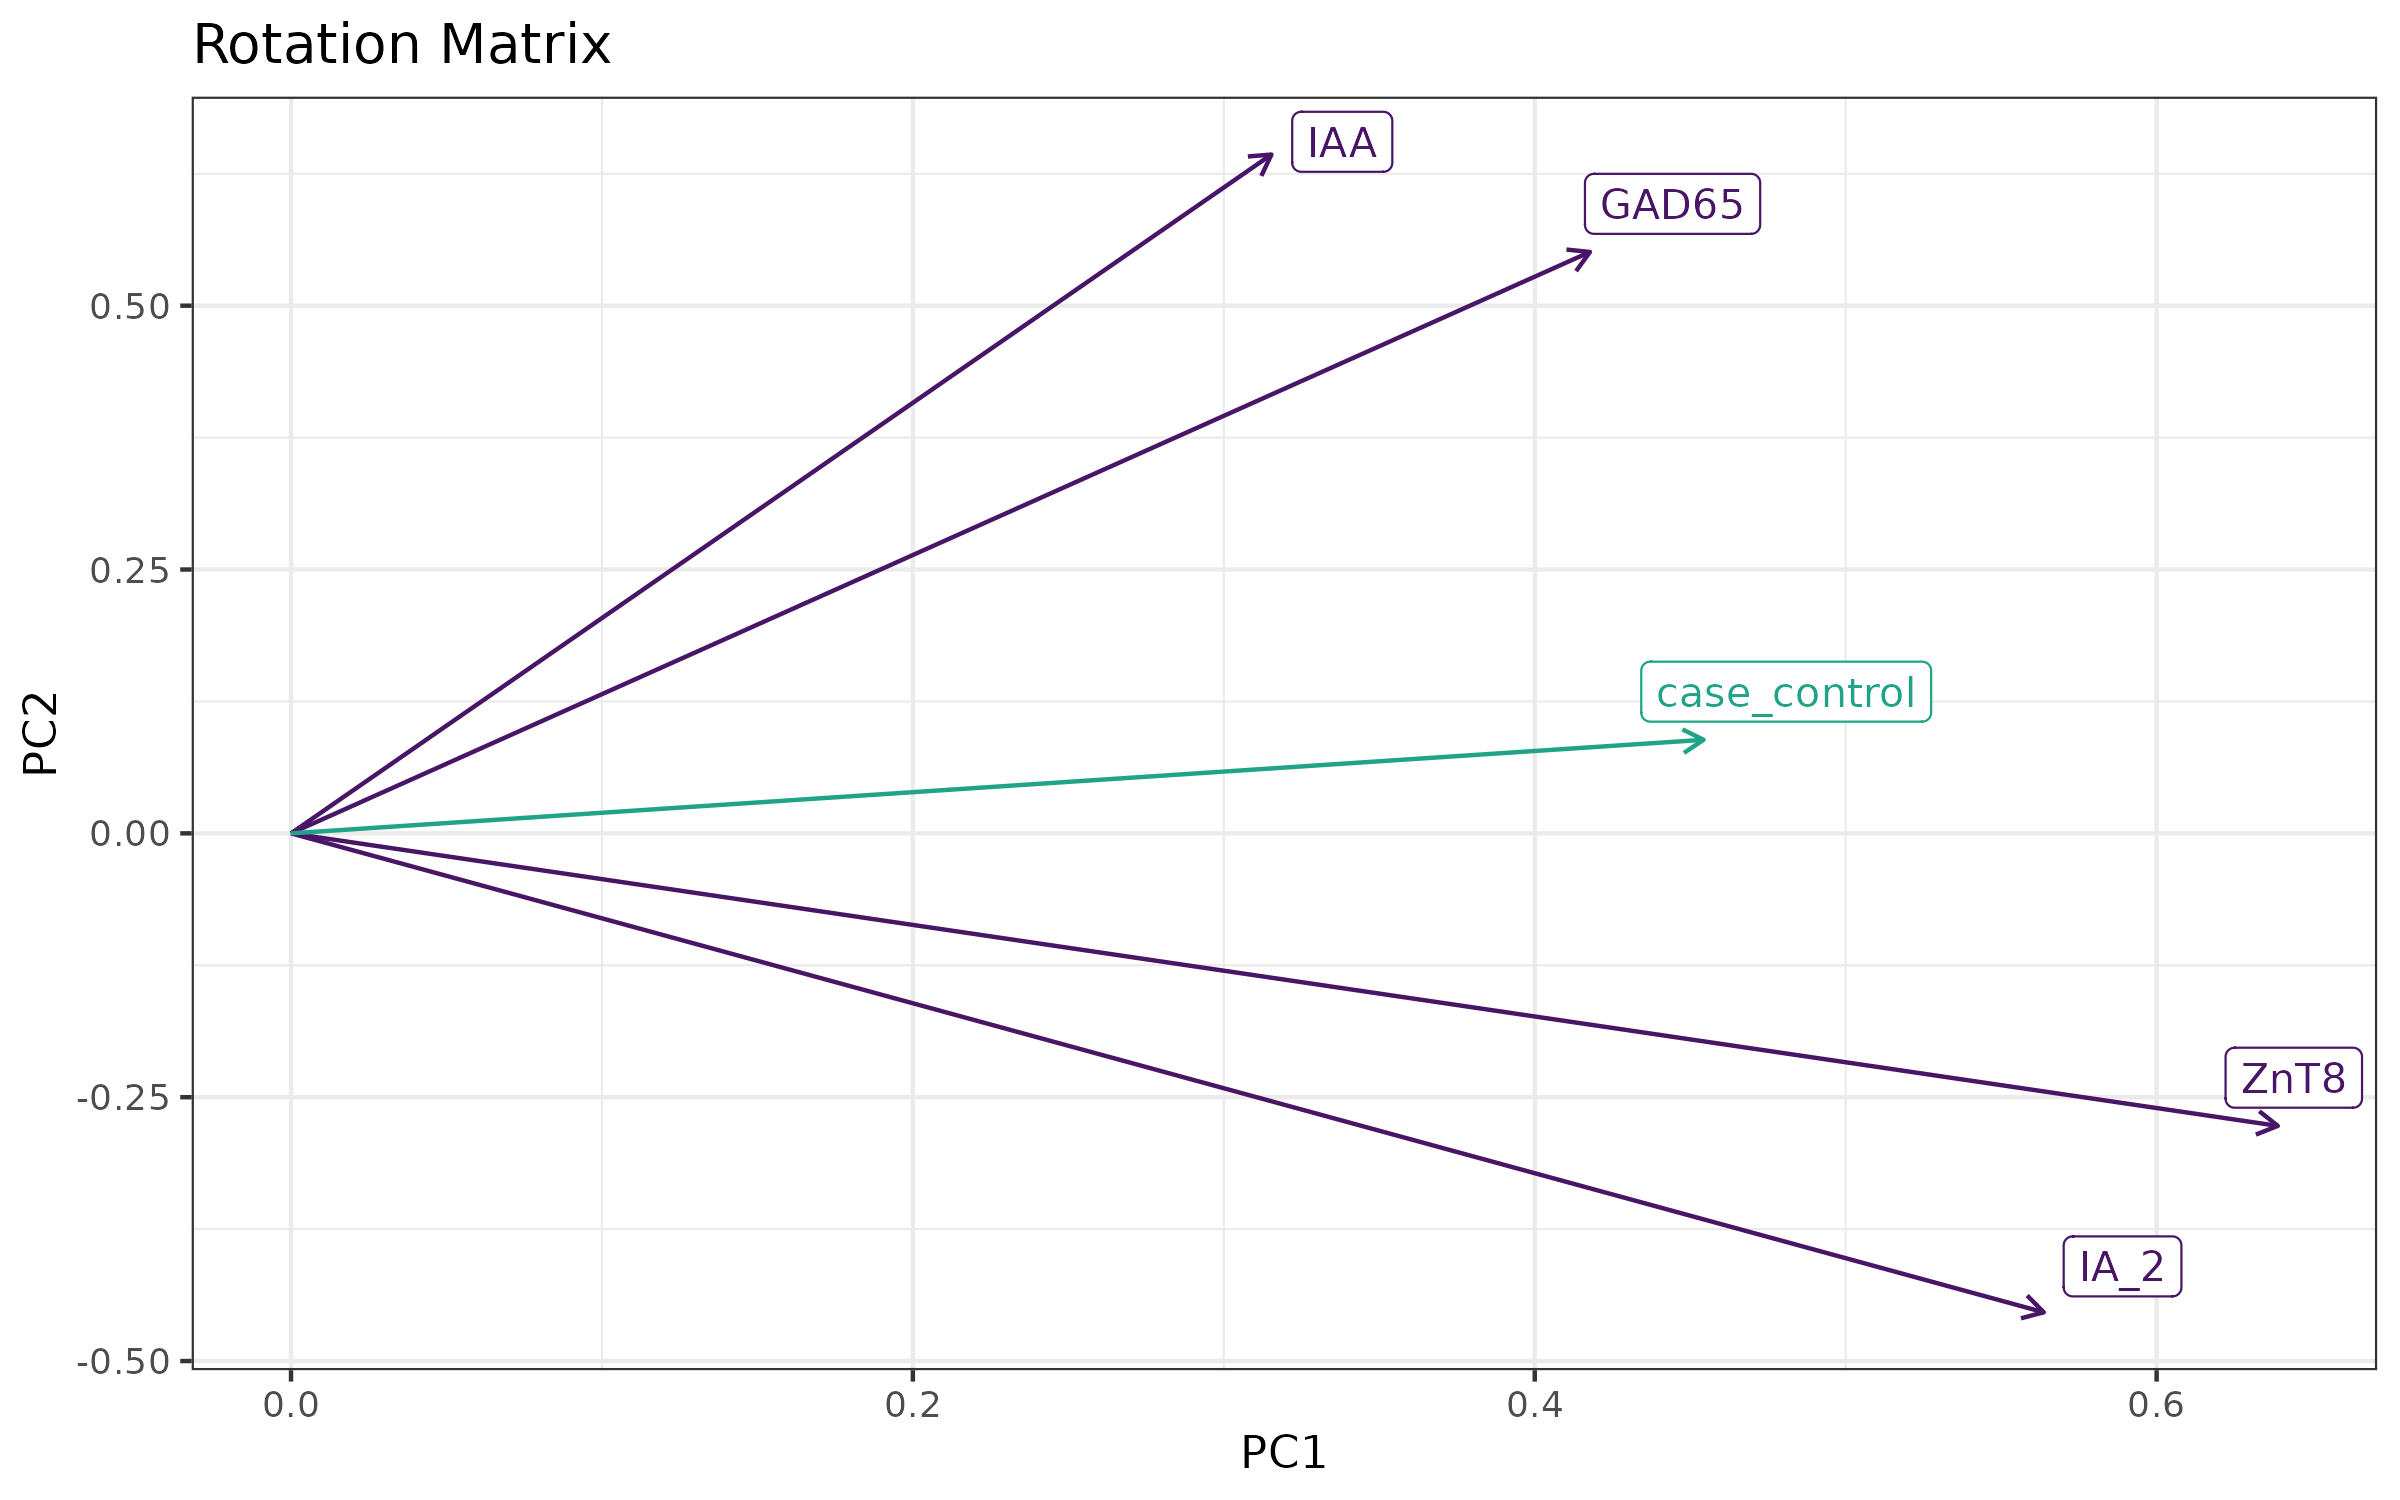 Rotation Matrix
IAA
GAD65
0.50
0.25
case_control
PC2
0.00
ZnT8
-0.25
IA_2
-0.50
0.0 0.2 0.4 0.6
PC1